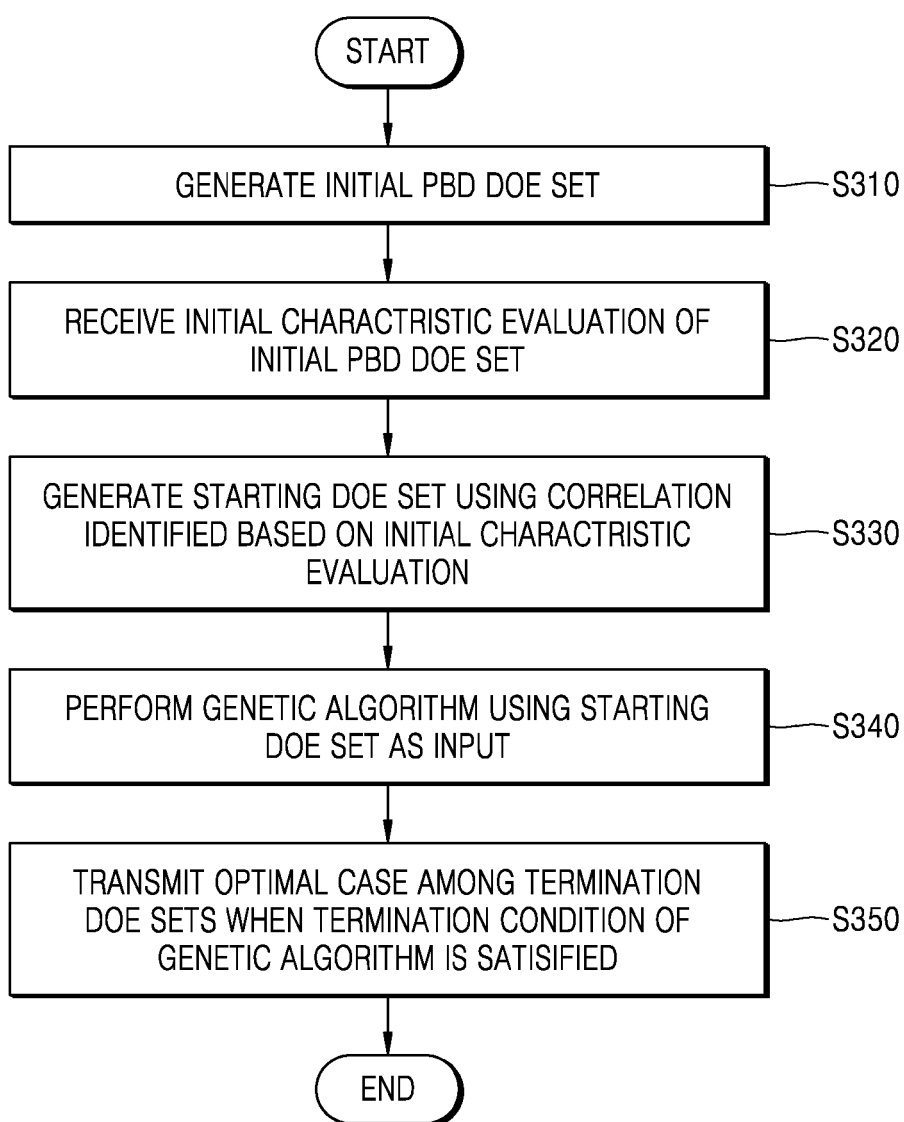 START
GENERATE INITIAL PBD DOE SET
S310
RECEIVE INITIAL CHARACTRISTIC EVALUATION OF
INITIAL PBD DOE SET
S320
GENERATE STARTING DOE SET USING CORRELATION
IDENTIFIED BASED ON INITIAL CHARACTRISTIC
EVALUATION
S330
PERFORM GENETIC ALGORITHM USING STARTING
DOE SET AS INPUT
S340
TRANSMIT OPTIMAL CASE AMONG TERMINATION
DOE SETS WHEN TERMINATION CONDITION OF
GENETIC ALGORITHM IS SATISIFIED
S350
END